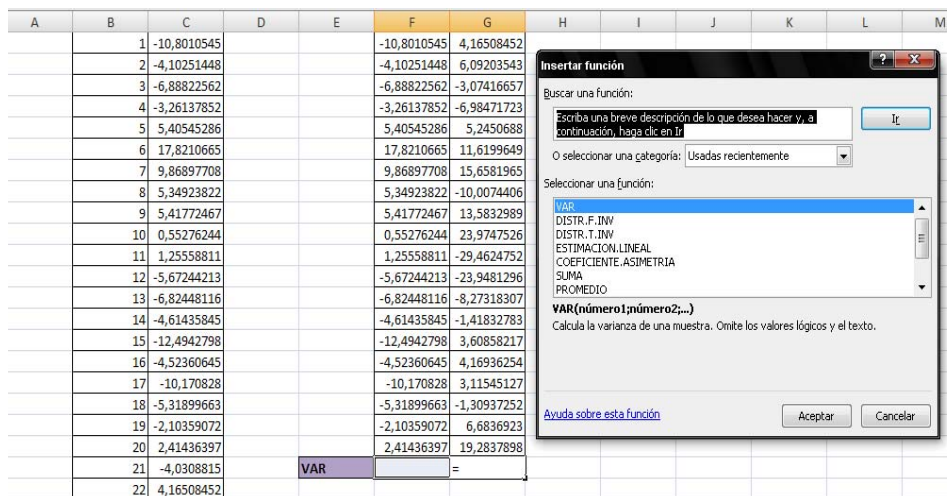 A B C D E F G H I J K L M
1 -10,8010545 -10,8010545 4,16508452
2 -4,10251448 -4,10251448 6,09203543
3 -6,88822562 -6,88822562 -3,07416657
4 -3,26137852 -3,26137852 -6,98471723
5 5,40545286 5,40545286 5,2450688
6 17,8210665 17,8210665 11,6199649
7 9,86897708 9,86897708 15,6581965
8 5,34923822 5,34923822 -10,0074406
9 5,41772467 5,41772467 13,5832989
10 0,55276244 0,55276244 23,9747526
11 1,25558811 1,25558811 -29,4624752
12 -5,67244213 -5,67244213 -23,9481296
13 -6,82448116 -6,82448116 -8,27318307
14 -4,61435845 -4,61435845 -1,41832783
15 -12,4942798 -12,4942798 3,60858217
16 -4,52360645 -4,52360645 4,16936254
17 -10,170828 -10,170828 3,11545127
18 -5,31899663 -5,31899663 -1,30937252
19 -2,10359072 -2,10359072 6,6836923
20 2,41436397 2,41436397 19,2837898
21 -4,0308815 VAR =
22 4,16508452
Insertar función
Buscar una función:
Escriba una breve descripción de lo que desea hacer y, a
continuación, haga clic en Ir
Ir
O seleccionar una categoría: Usadas recientemente
Seleccionar una función:
VAR
DISTR.F.INV
DISTR.T.INV
ESTIMACION.LINEAL
COEFICIENTE.ASIMETRIA
SUMA
PROMEDIO
VAR(número1;número2;...)
Calcula la varianza de una muestra. Omite los valores lógicos y el texto.
Ayuda sobre esta función Aceptar Cancelar